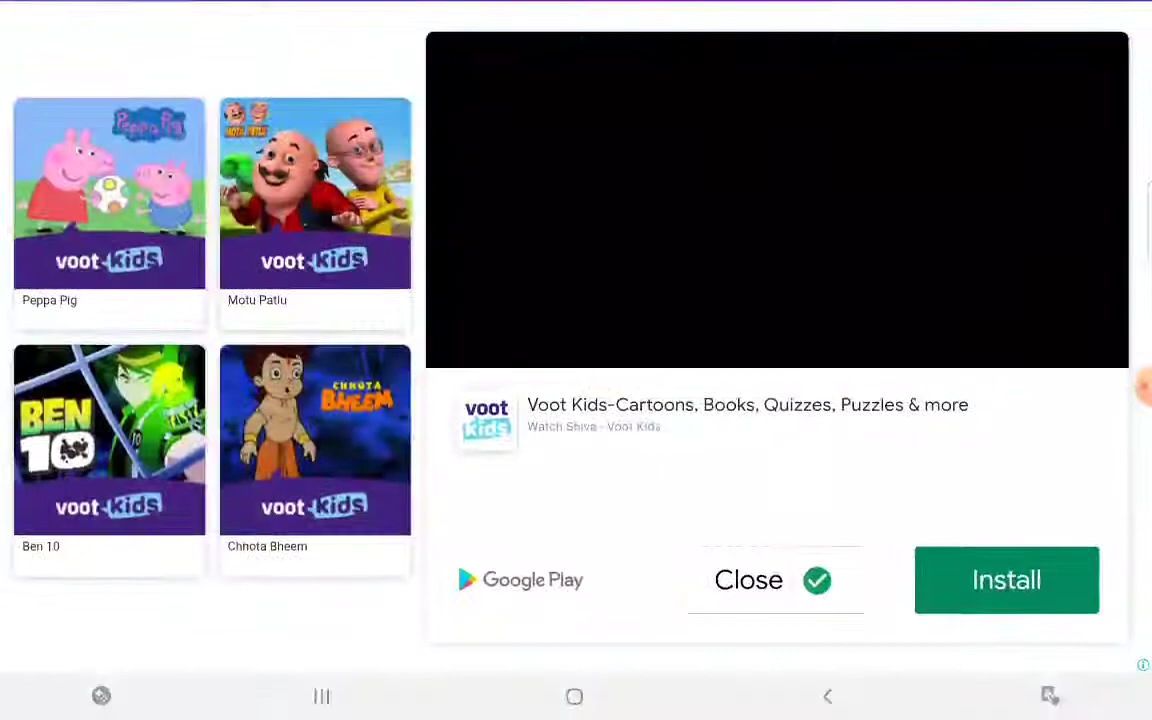 Peppa Pig
voot kids
Peppa Pig
MOTU PATLU
voot kids
Motu Patlu
BEN
10
voot kids
Ben 10
CHHOTA
BHEEM
voot kids
Chhota Bheem
voot
kids
Voot Kids-Cartoons, Books, Quizzes, Puzzles & more
Watch Shiva - Voot Kids
Google Play
Close
Install